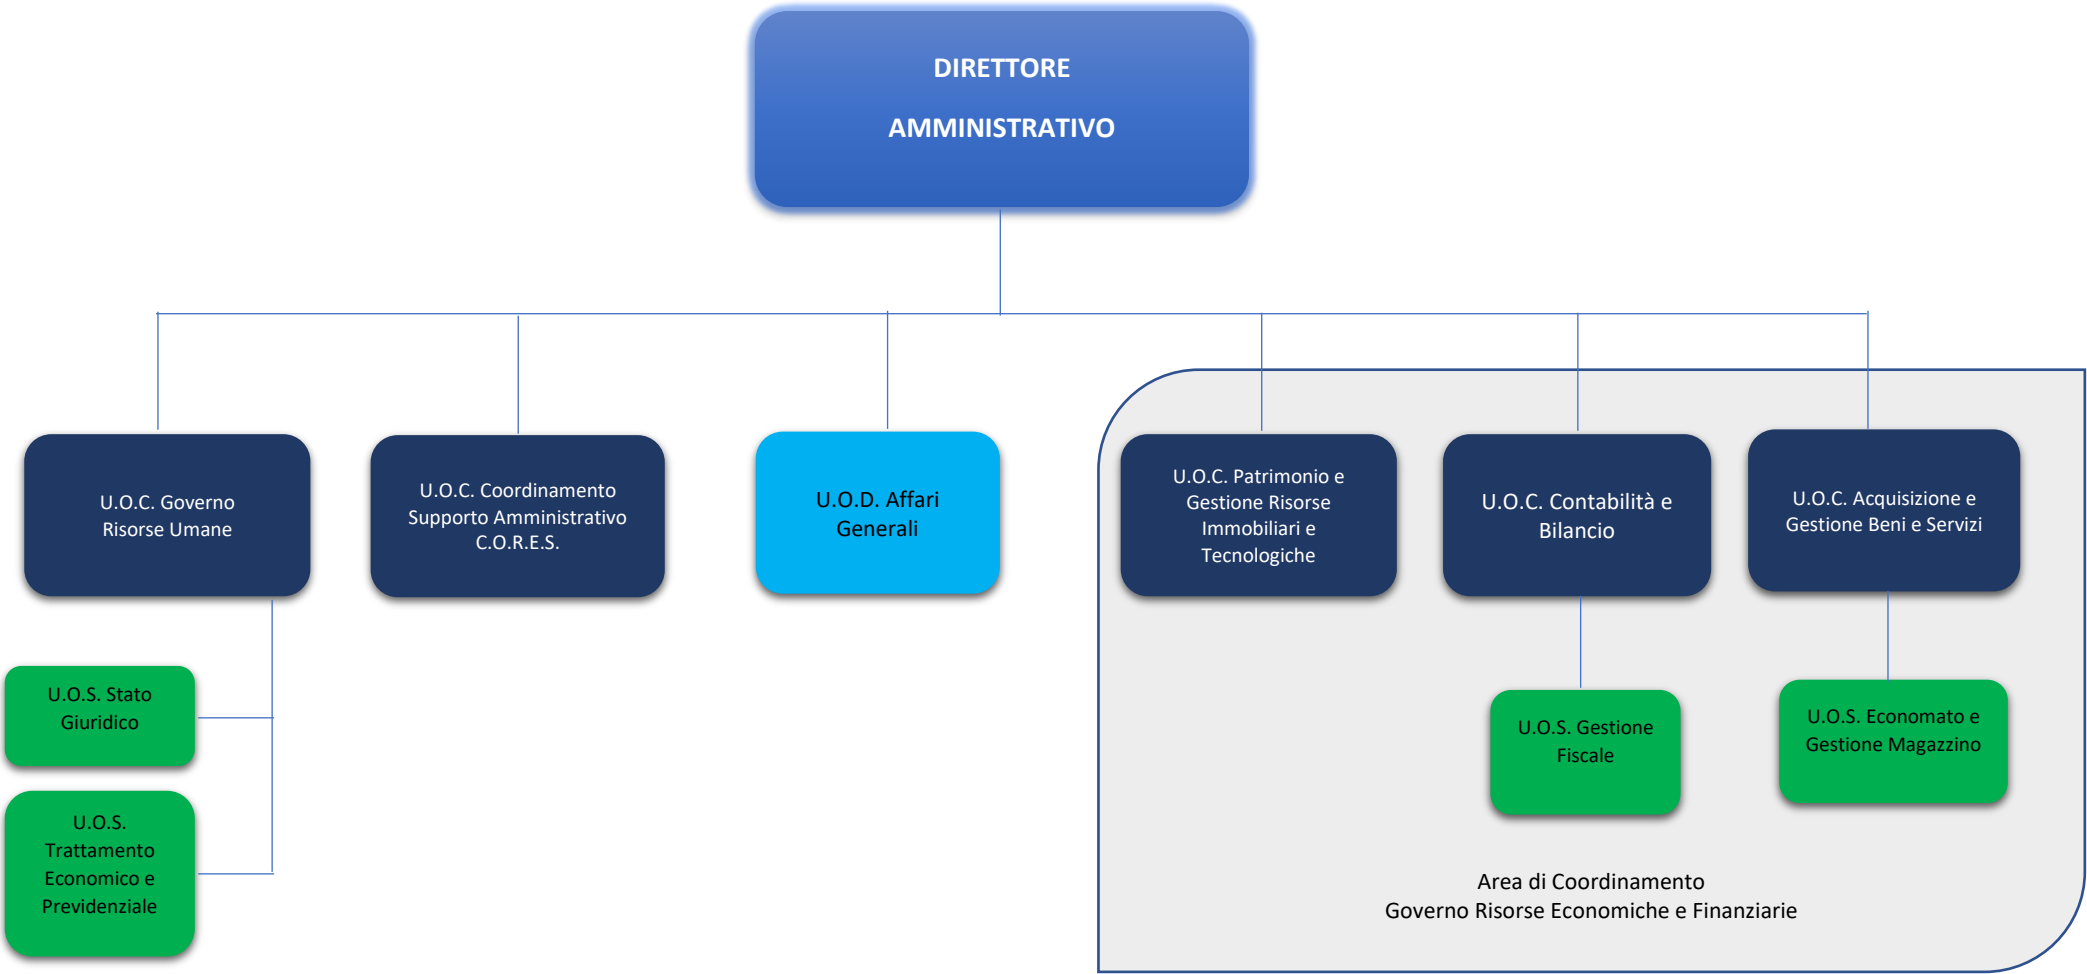 DIRETTORE
AMMINISTRATIVO
U.O.C. Governo
Risorse Umane
U.O.C. Coordinamento
Supporto Amministrativo
C.O.R.E.S.
U.O.D. Affari
Generali
U.O.C. Patrimonio e
Gestione Risorse
Immobiliari e
Tecnologiche
U.O.C. Contabilità e
Bilancio
U.O.C. Acquisizione e
Gestione Beni e Servizi
U.O.S. Stato
Giuridico
U.O.S. Gestione
Fiscale
U.O.S. Economato e
Gestione Magazzino
U.O.S.
Trattamento
Economico e
Previdenziale
Area di Coordinamento
Governo Risorse Economiche e Finanziarie